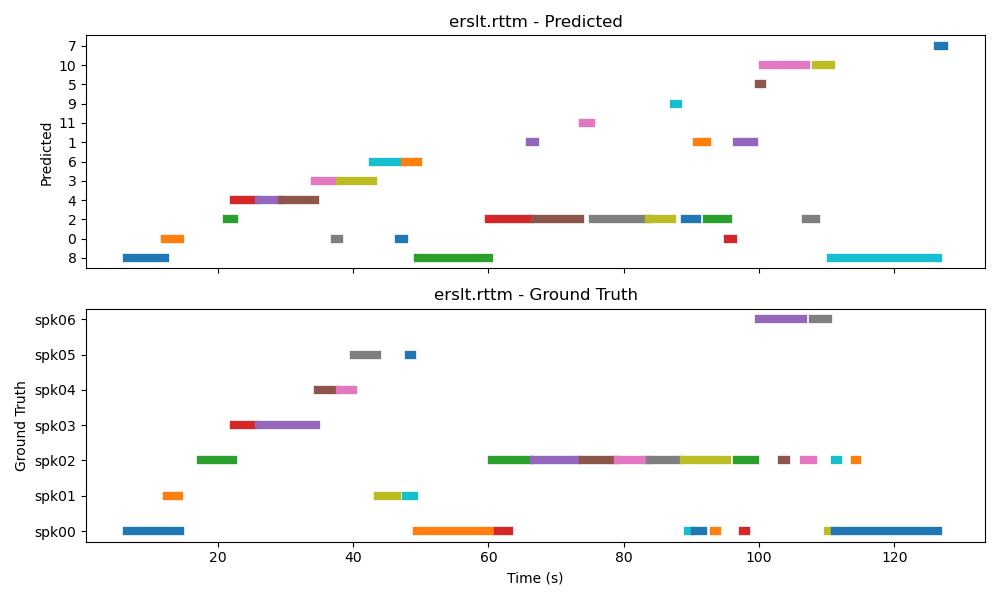 erslt.rttm - Predicted
7
10
5
9
11
1
6
3
4
2
0
8
Predicted
erslt.rttm - Ground Truth
spk06
spk05
spk04
spk03
spk02
spk01
spk00
Ground Truth
20 40 60 80 100 120
Time (s)